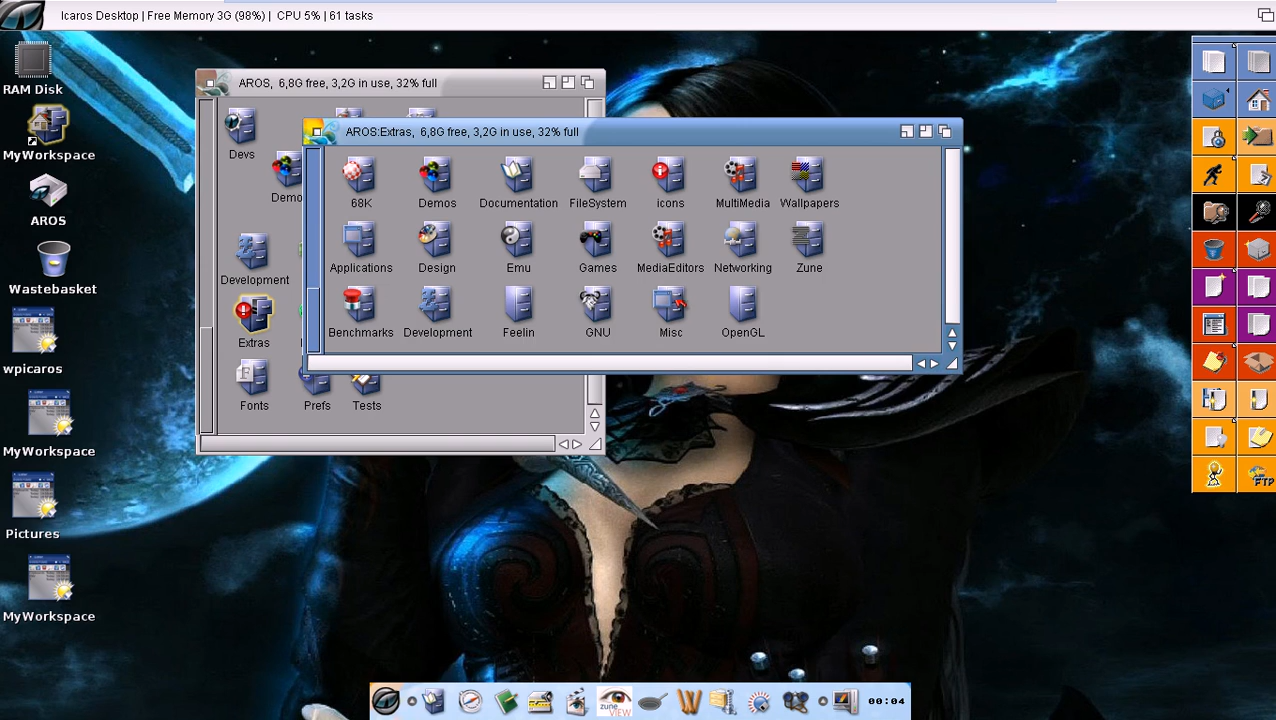 Icaros Desktop | Free Memory 3G (98%) | CPU 5% | 61 tasks
RAM Disk
MyWorkspace
AROS
Wastebasket
wpicaros
MyWorkspace
Pictures
MyWorkspace
AROS, 6,8G free, 3,2G in use, 32% full
Devs
Demo
Development
Extras
Fonts Prefs Tests
AROS:Extras, 6,8G free, 3,2G in use, 32% full
68K Demos Documentation FileSystem icons MultiMedia Wallpapers
Applications Design Emu Games MediaEditors Networking Zune
Benchmarks Development Feelin GNU Misc OpenGL
FTP
zune
VIEW
00:04